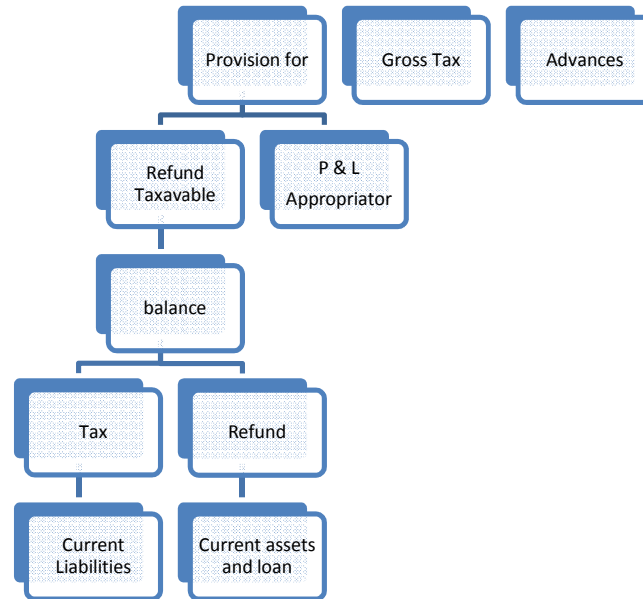 Provision for
Gross Tax
Advances
Refund
Taxavable
P & L
Appropriator
balance
Tax
Refund
Current
Liabilities
Current assets
and loan